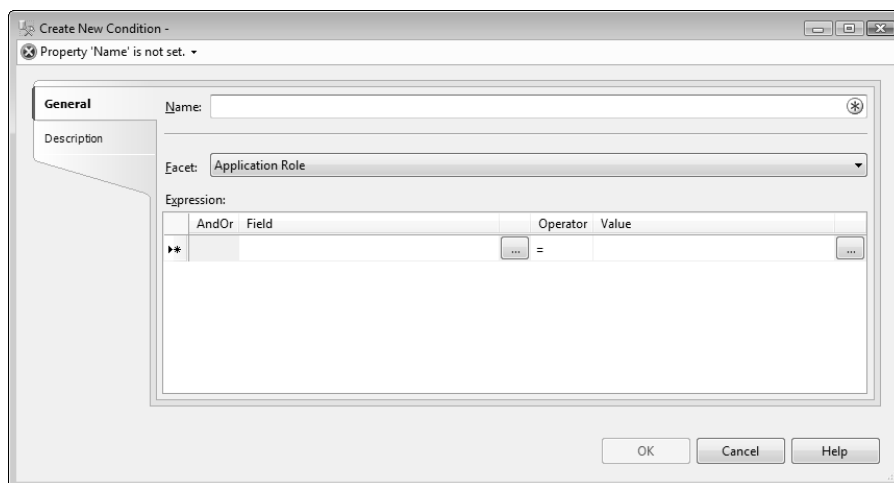 Create New Condition -
Property 'Name' is not set.
General
Description
Name:
Facet: Application Role
Expression:
AndOr Field Operator Value
... = ...
OK Cancel Help